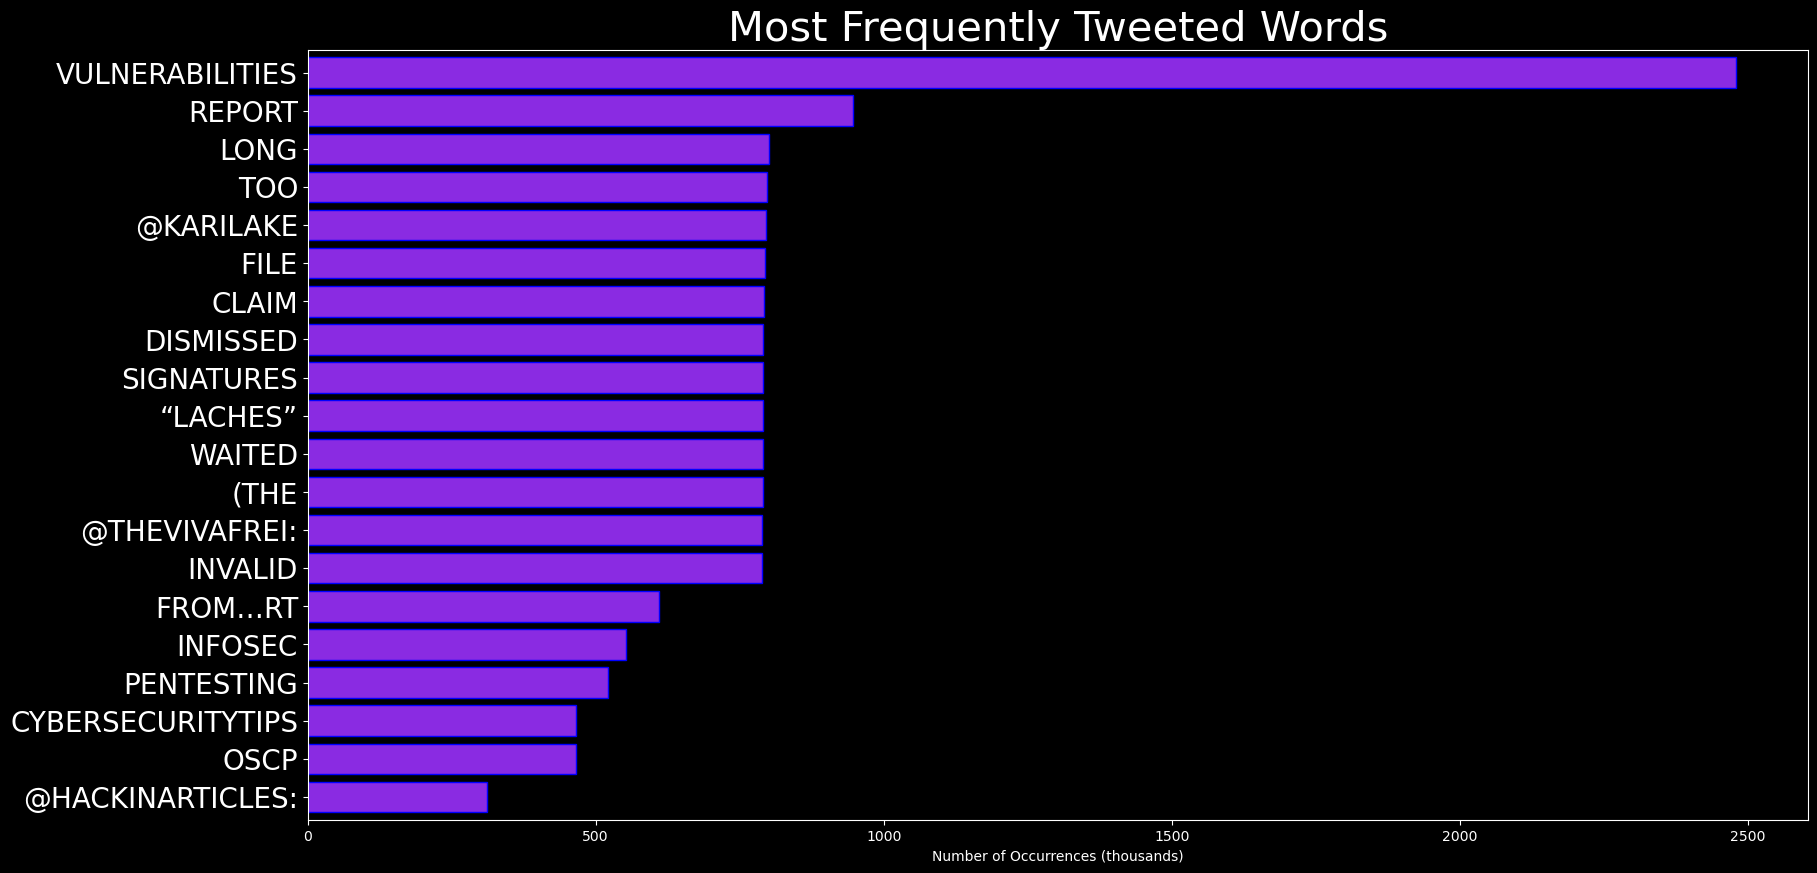 Most Frequently Tweeted Words
VULNERABILITIES
REPORT
LONG
TOO
@KARILAKE
FILE
CLAIM
DISMISSED
SIGNATURES
“LACHES”
WAITED
(THE
@THEVIVAFREI:
INVALID
FROM…RT
INFOSEC
PENTESTING
CYBERSECURITYTIPS
OSCP
@HACKINARTICLES:
0 500 1000 1500 2000 2500
Number of Occurrences (thousands)